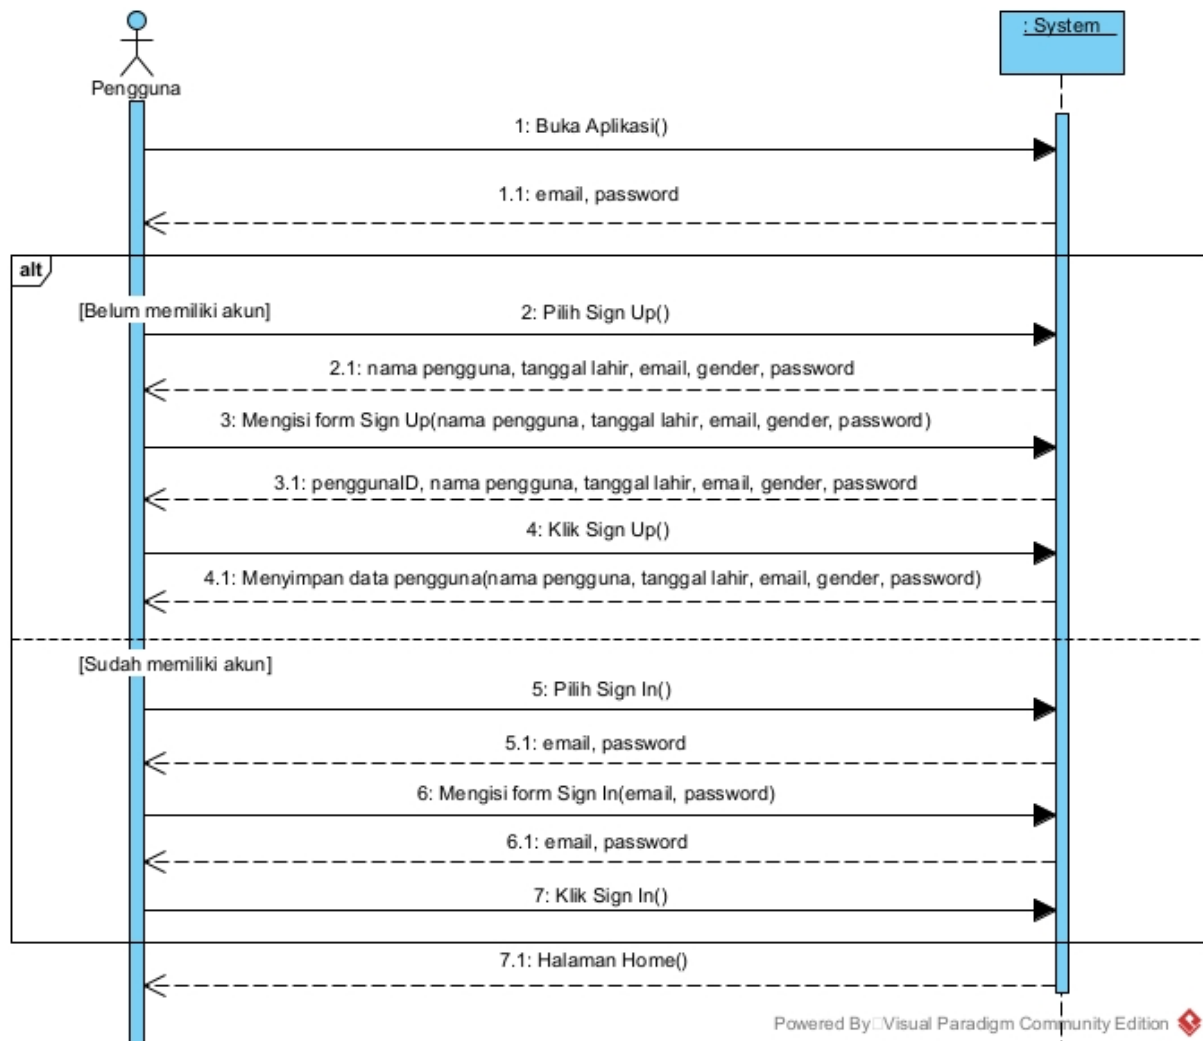 Pengguna
: System
1: Buka Aplikasi()
1.1: email, password
alt
[Belum memiliki akun]
2: Pilih Sign Up()
2.1: nama pengguna, tanggal lahir, email, gender, password
3: Mengisi form Sign Up(nama pengguna, tanggal lahir, email, gender, password)
3.1: penggunaID, nama pengguna, tanggal lahir, email, gender, password
4: Klik Sign Up()
4.1: Menyimpan data pengguna(nama pengguna, tanggal lahir, email, gender, password)
[Sudah memiliki akun]
5: Pilih Sign In()
5.1: email, password
6: Mengisi form Sign In(email, password)
6.1: email, password
7: Klik Sign In()
7.1: Halaman Home()
Powered By Visual Paradigm Community Edition